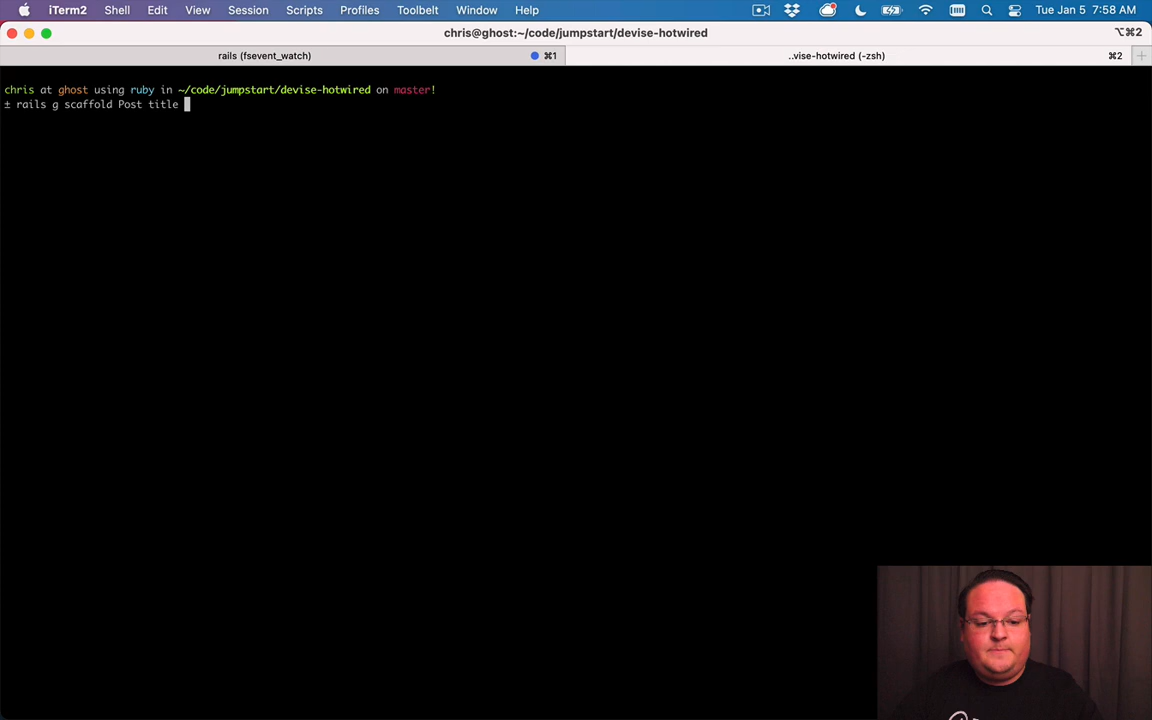 iTerm2 Shell Edit View Session Scripts Profiles Toolbelt Window Help Tue Jan 5 7:58 AM
chris@ghost:~/code/jumpstart/devise-hotwired ⌥⌘2
rails (fsevent_watch) ⌘1 ..vise-hotwired (-zsh) ⌘2
chris at ghost using ruby in ~/code/jumpstart/devise-hotwired on master!
± rails g scaffold Post title